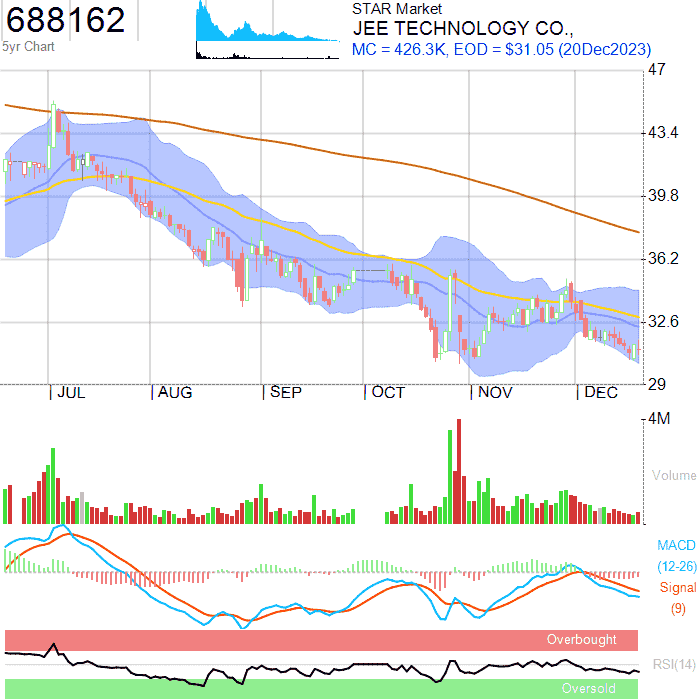 688162
5yr Chart
STAR Market
JEE TECHNOLOGY CO.,
MC = 426.3K, EOD = $31.05 (20Dec2023)
47
43.4
39.8
36.2
32.6
29
JUL AUG SEP OCT NOV DEC
4M
Volume
MACD
(12-26)
Signal
(9)
Overbought
RSI(14)
Oversold